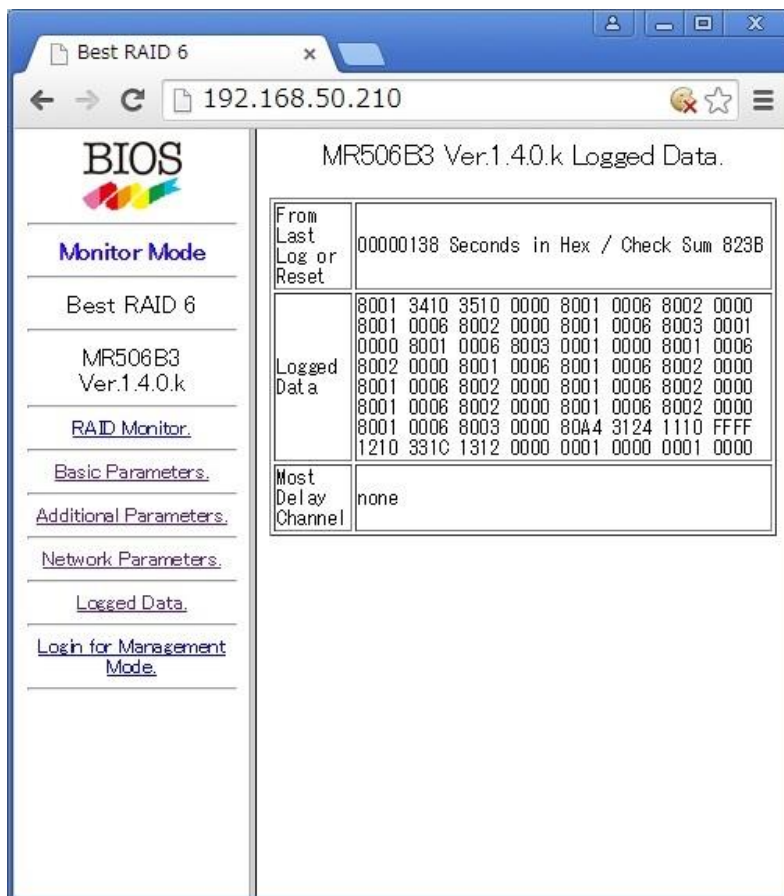 Best RAID 6
192.168.50.210
BIOS
Monitor Mode
Best RAID 6
MR506B3
Ver.1.4.0.k
RAID Monitor.
Basic Parameters.
Additional Parameters.
Network Parameters.
Logged Data.
Login for Management
Mode.
MR506B3 Ver.1.4.0.k Logged Data.
From
Last
Log or
Reset
00000138 Seconds in Hex / Check Sum 823B
Logged
Data
8001 3410 3510 0000 8001 0006 8002 0000
8001 0006 8002 0000 8001 0006 8003 0001
0000 8001 0006 8003 0001 0000 8001 0006
8002 0000 8001 0006 8001 0006 8002 0000
8001 0006 8002 0000 8001 0006 8002 0000
8001 0006 8002 0000 8001 0006 8002 0000
8001 0006 8003 0000 80A4 3124 1110 FFFF
1210 331C 1312 0000 0001 0000 0001 0000
Most
Delay
Channel
none